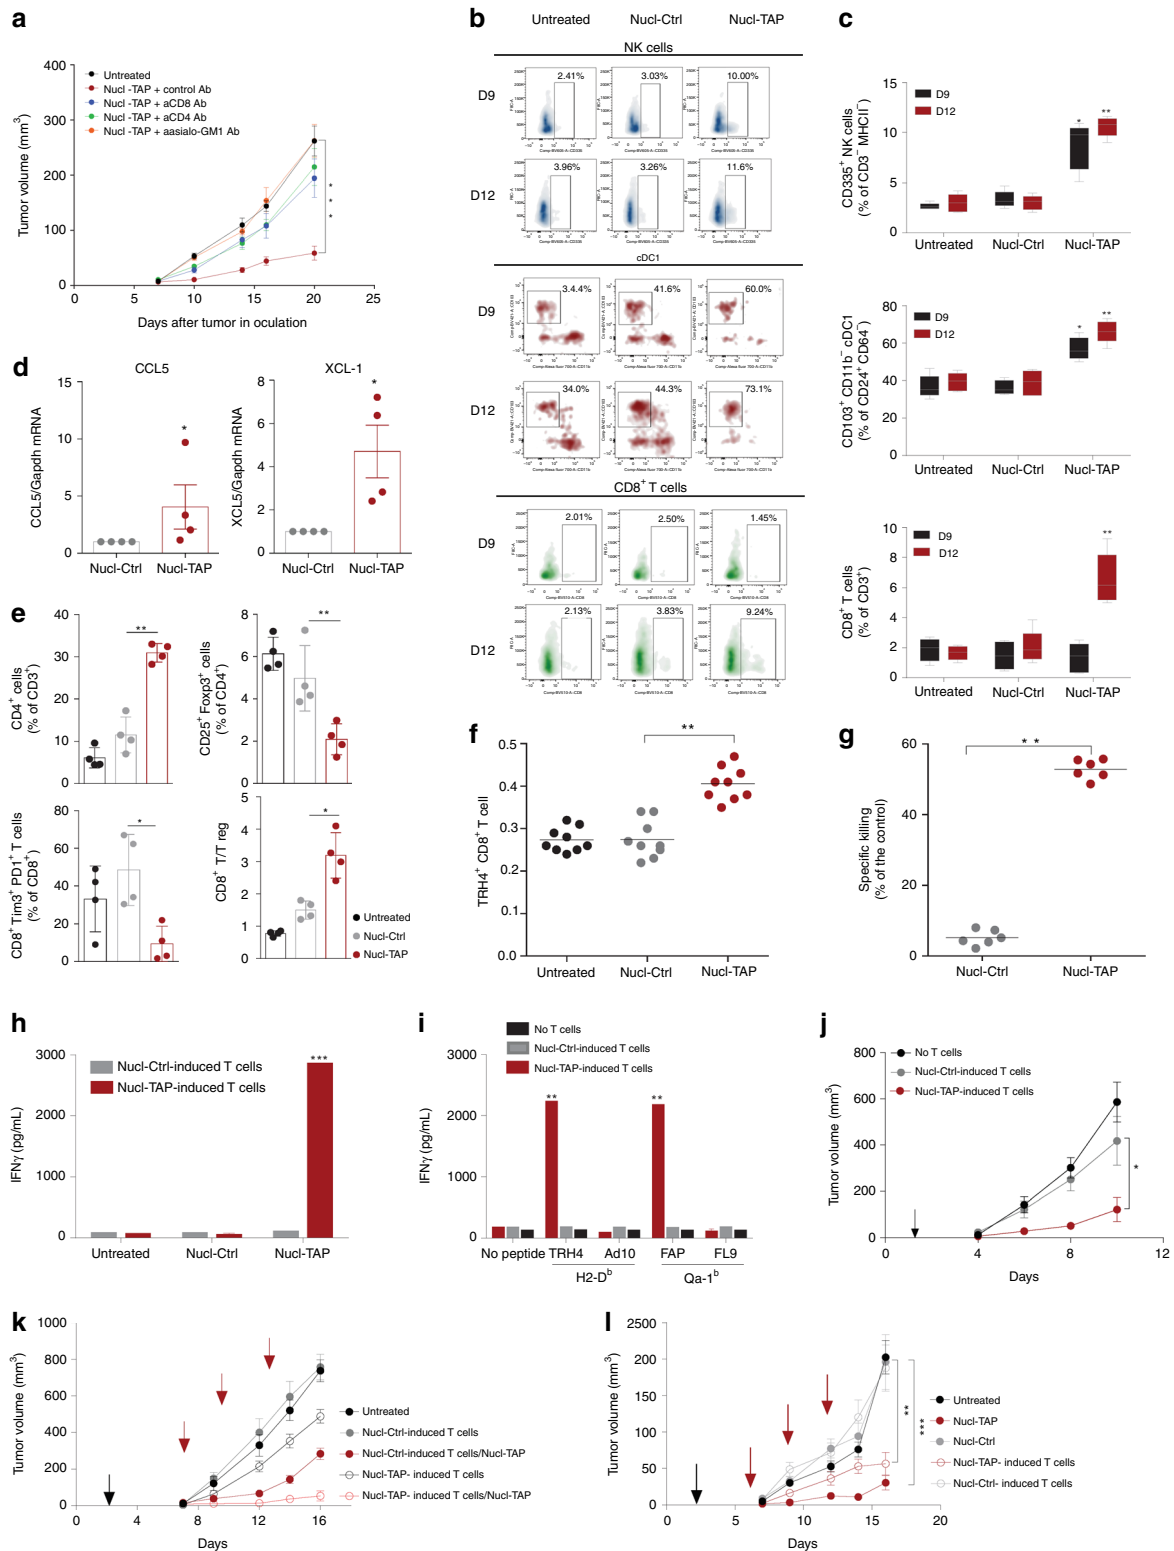 a
Tumor volume (mm³)
400
300
200
100
0
0 5 10 15 20 25
Days after tumor in oculation
Untreated
Nucl -TAP + control Ab
Nucl -TAP + aCD8 Ab
Nucl -TAP + aCD4 Ab
Nucl -TAP + aasialo-GM1 Ab
* * *
b
Untreated Nucl-Ctrl Nucl-TAP
NK cells
D9
2.41% 3.03% 10.00%
D12
3.96% 3.26% 11.6%
cDC1
D9
3.4.4% 41.6% 60.0%
D12
34.0% 44.3% 73.1%
CD8⁺ T cells
D9
2.01% 2.50% 1.45%
D12
2.13% 3.83% 9.24%
c
CD335⁺ NK cells
(% of CD3⁻ MHCII⁻)
15
10
5
0
D9
D12
* **
Untreated Nucl-Ctrl Nucl-TAP
CD103⁺ CD11b⁻ cDC1
(% of CD24⁺ CD64⁻)
80
60
40
20
0
D9
D12
* **
Untreated Nucl-Ctrl Nucl-TAP
CD8⁺ T cells
(% of CD3⁺)
10
8
6
4
2
0
D9
D12
**
Untreated Nucl-Ctrl Nucl-TAP
d
CCL5
CCL5/Gapdh mRNA
15
10
5
0
*
Nucl-Ctrl Nucl-TAP
XCL-1
XCL5/Gapdh mRNA
8
6
4
2
0
*
Nucl-Ctrl Nucl-TAP
e
CD4⁺ cells
(% of CD3⁺)
40
30
20
10
0
**
CD25⁺ Foxp3⁺ cells
(% of CD4⁺)
8
6
4
2
0
**
CD8⁺ Tim3⁺ PD1⁺ T cells
(% of CD8⁺)
80
60
40
20
0
*
CD8⁺ T/Treg
5
4
3
2
1
0
*
Untreated
Nucl-Ctrl
Nucl-TAP
f
TRH4⁺ CD8⁺ T cell
0.5
0.4
0.3
0.2
0.1
0.0
**
Untreated Nucl-Ctrl Nucl-TAP
g
Specific killing
(% of the control)
60
40
20
0
* *
Nucl-Ctrl Nucl-TAP
h
IFNγ (pg/mL)
3000
2000
1000
0
Nucl-Ctrl-induced T cells
Nucl-TAP-induced T cells
***
Untreated Nucl-Ctrl Nucl-TAP
i
No T cells
Nucl-Ctrl-induced T cells
Nucl-TAP-induced T cells
IFNγ (pg/mL)
3000
2000
1000
0
** **
No peptide TRH4 Ad10 FAP FL9
H2-Dᵇ Qa-1ᵇ
j
Tumor volume (mm³)
800
600
400
200
0
No T cells
Nucl-Ctrl-induced T cells
Nucl-TAP-induced T cells
*
0 4 8 12
Days
k
Tumor volume (mm³)
1000
800
600
400
200
0
0 4 8 12 16
Days
Untreated
Nucl-Ctrl-induced T cells
Nucl-Ctrl-induced T cells/Nucl-TAP
Nucl-TAP- induced T cells
Nucl-TAP- induced T cells/Nucl-TAP
l
Tumor volume (mm³)
2500
200
150
100
50
0
0 5 10 15 20
Days
** ***
Untreated
Nucl-TAP
Nucl-Ctrl
Nucl-TAP- induced T cells
Nucl-Ctrl- induced T cells